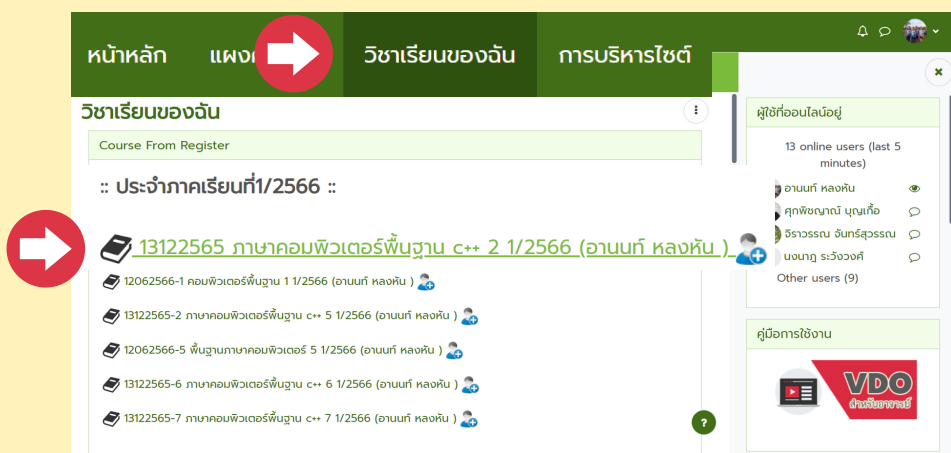 หน้าหลัก
วิชาเรียนของฉัน
การบริหารไซต์
วิชาเรียนของฉัน
Course From Register
:: ประจำภาคเรียนที่1/2566 ::
13122565 ภาษาคอมพิวเตอร์พื้นฐาน c++ 2 1/2566 (อานนท์ หลงหัน )
12062566-1 คอมพิวเตอร์พื้นฐาน 1 1/2566 (อานนท์ หลงหัน )
13122565-2 ภาษาคอมพิวเตอร์พื้นฐาน c++ 5 1/2566 (อานนท์ หลงหัน )
12062566-5 พื้นฐานภาษาคอมพิวเตอร์ 5 1/2566 (อานนท์ หลงหัน )
13122565-6 ภาษาคอมพิวเตอร์พื้นฐาน c++ 6 1/2566 (อานนท์ หลงหัน )
13122565-7 ภาษาคอมพิวเตอร์พื้นฐาน c++ 7 1/2566 (อานนท์ หลงหัน )
ผู้ใช้ที่ออนไลน์อยู่
13 online users (last 5
minutes)
อานนท์ หลงหัน
ศุภพิชญาณ์ บุญเกื้อ
จิราวรรณ จันทร์สุวรรณ
นงนาฎ ระวังวงศ์
Other users (9)
คู่มือการใช้งาน
VDO
สำหรับอาจารย์
?